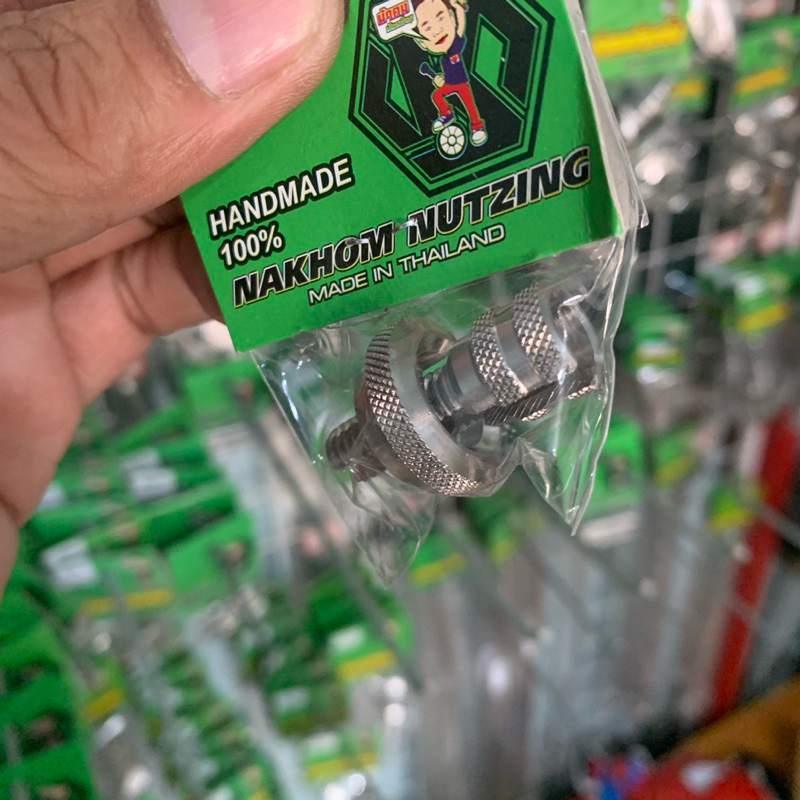 HANDMADE
100%
NAKHOM NUTZING
MADE IN THAILAND